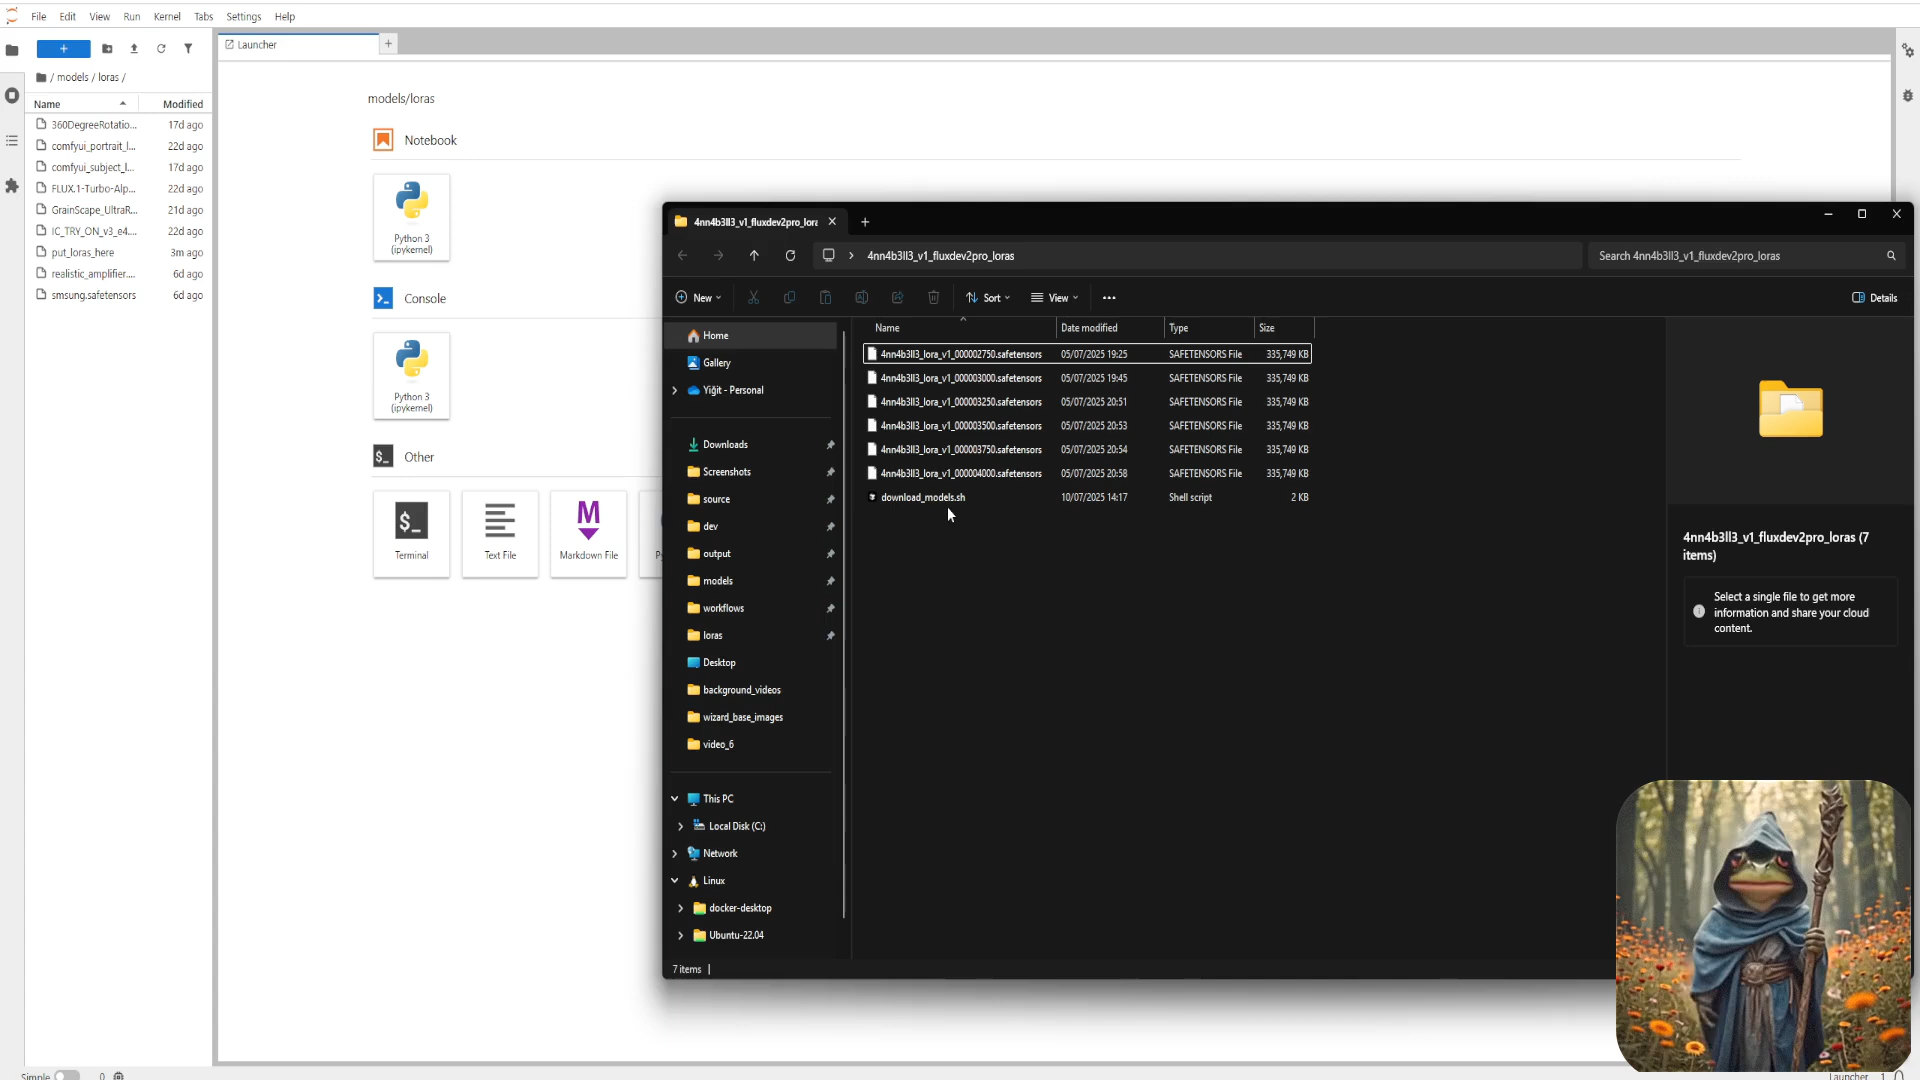 File Edit View Run Kernel Tabs Settings Help
Launcher
/ models / loras /
Name Modified
360DegreeRotatio... 17d ago
comfyui_portrait_l... 22d ago
comfyui_subject_l... 17d ago
FLUX.1-Turbo-Alp... 22d ago
GrainScape_UltraR... 21d ago
IC_TRY_ON_v3_e4.... 22d ago
put_loras_here 3m ago
realistic_amplifier.... 6d ago
smsung.safetensors 6d ago
models/loras
Notebook
Python 3
(ipykernel)
Console
Python 3
(ipykernel)
Other
Terminal
Text File
Markdown File
4nn4b3ll3_v1_fluxdev2pro_lora
4nn4b3ll3_v1_fluxdev2pro_loras
Search 4nn4b3ll3_v1_fluxdev2pro_loras
New Sort View Details
Home
Gallery
Yiğit - Personal
Downloads
Screenshots
source
dev
output
models
workflows
loras
Desktop
background_videos
wizard_base_images
video_6
This PC
Local Disk (C:)
Network
Linux
docker-desktop
Ubuntu-22.04
7 items
Name Date modified Type Size
4nn4b3ll3_lora_v1_000002750.safetensors 05/07/2025 19:25 SAFETENSORS File 335,749 KB
4nn4b3ll3_lora_v1_000003000.safetensors 05/07/2025 19:45 SAFETENSORS File 335,749 KB
4nn4b3ll3_lora_v1_000003250.safetensors 05/07/2025 20:51 SAFETENSORS File 335,749 KB
4nn4b3ll3_lora_v1_000003500.safetensors 05/07/2025 20:53 SAFETENSORS File 335,749 KB
4nn4b3ll3_lora_v1_000003750.safetensors 05/07/2025 20:54 SAFETENSORS File 335,749 KB
4nn4b3ll3_lora_v1_000004000.safetensors 05/07/2025 20:58 SAFETENSORS File 335,749 KB
download_models.sh 10/07/2025 14:17 Shell script 2 KB
4nn4b3ll3_v1_fluxdev2pro_loras (7
items)
Select a single file to get more
information and share your cloud
content.
Simple 0
Launcher 1